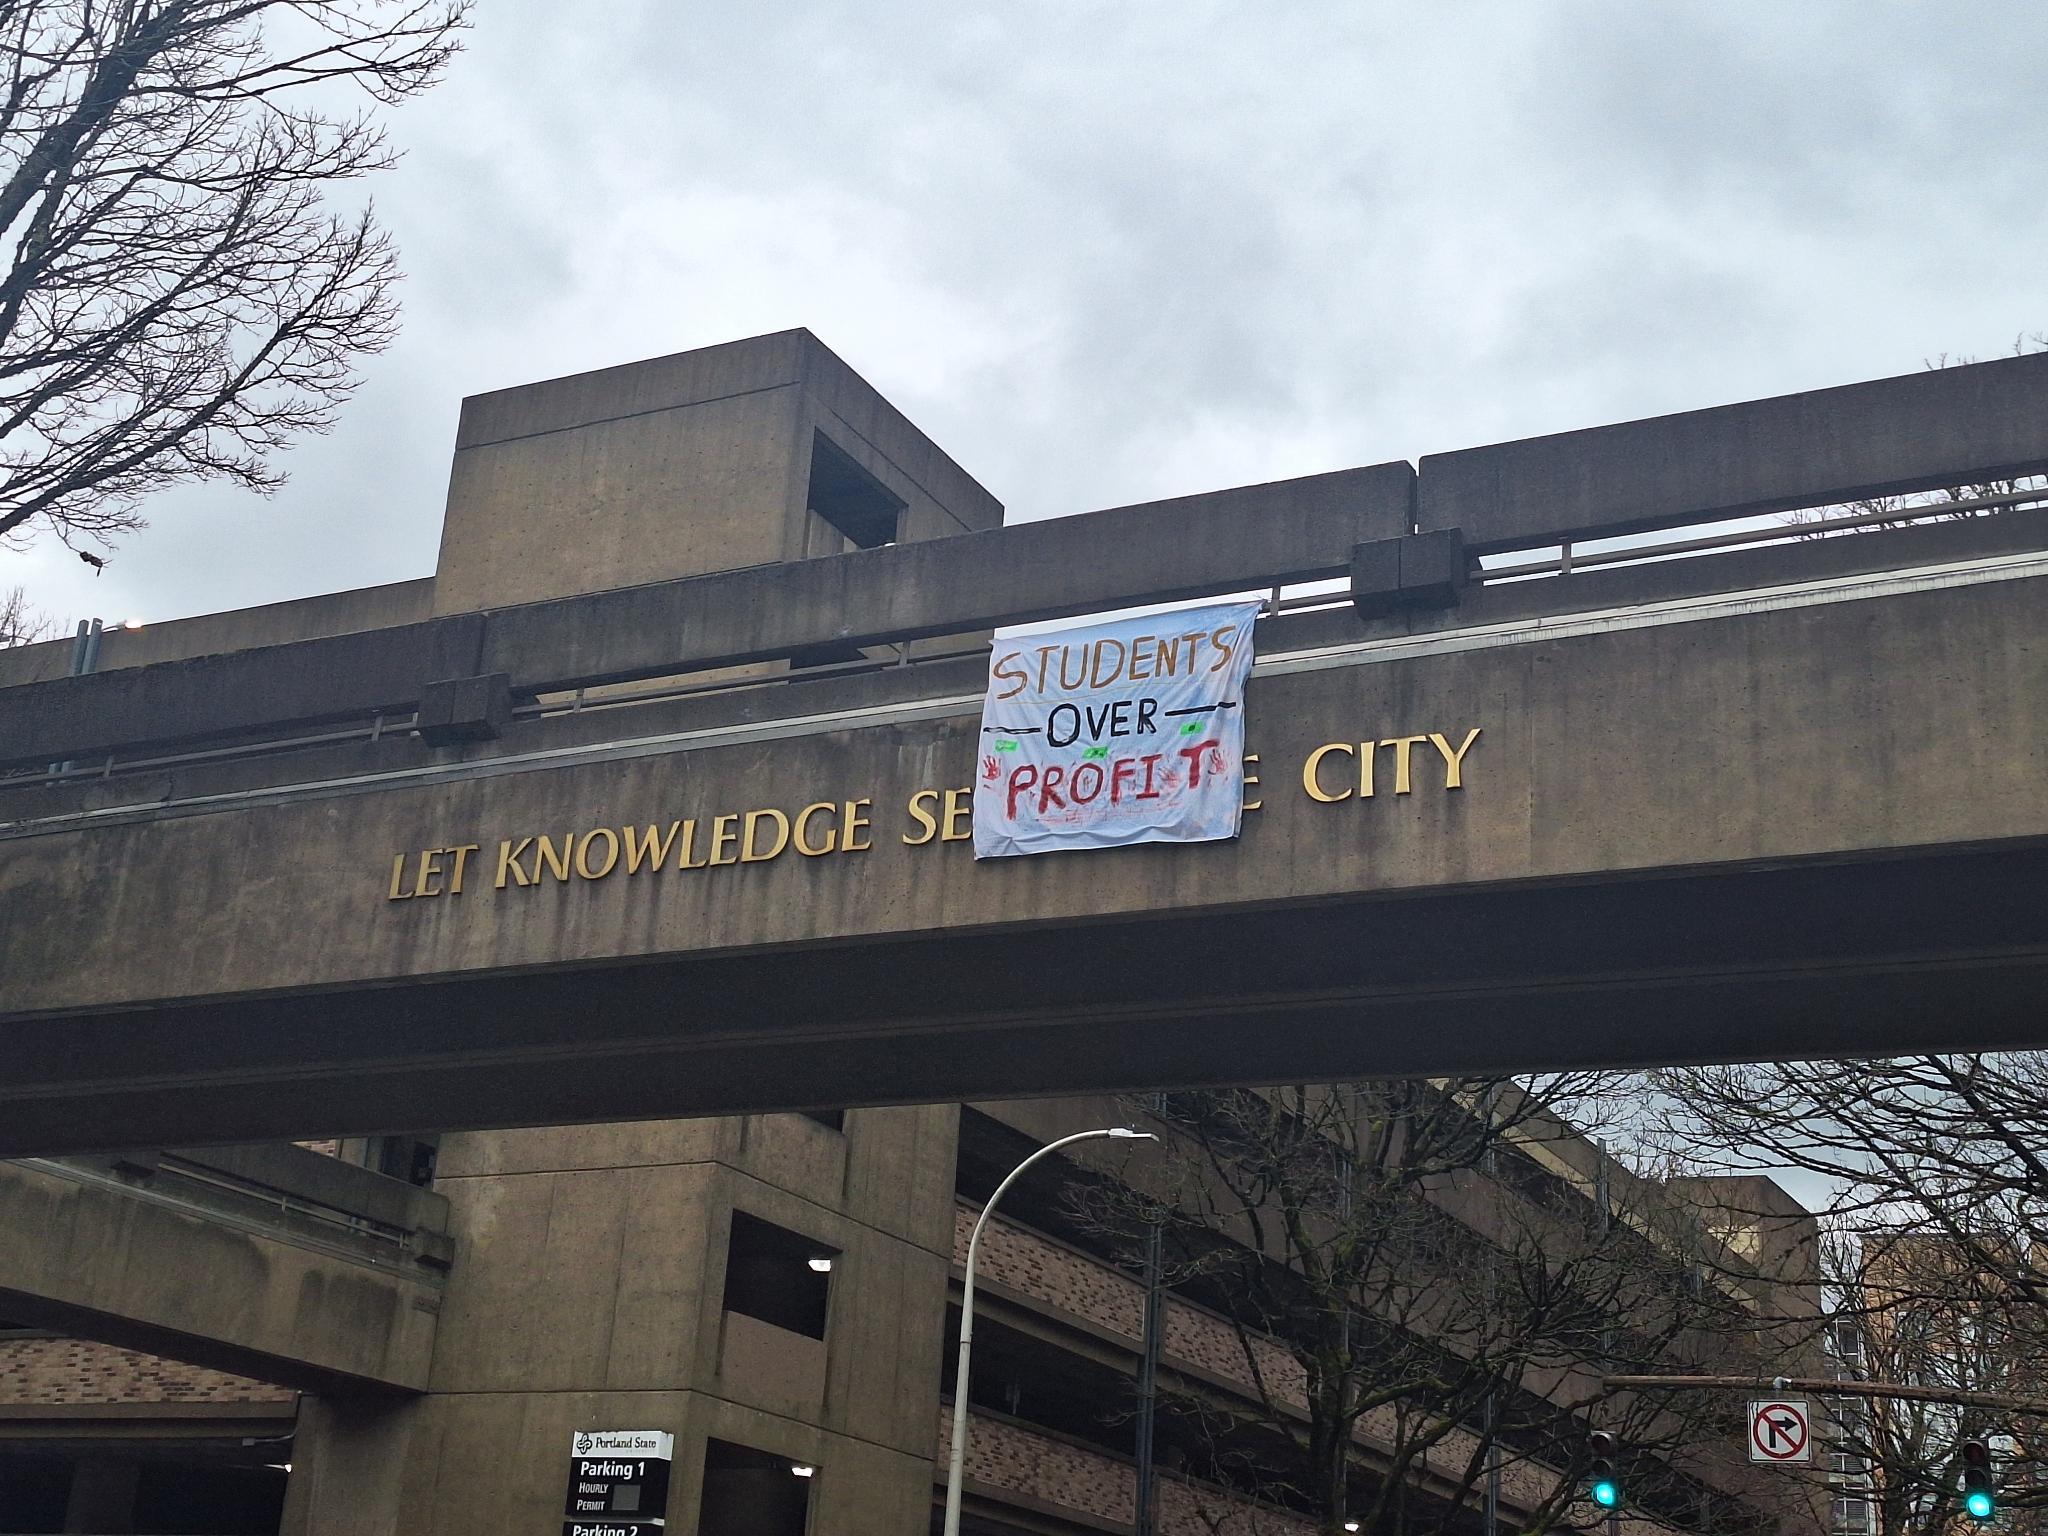 STUDENTS
OVER
PROFIT
LET KNOWLEDGE SE E CITY
Portland State
Parking 1
HOURLY
PERMIT
Parking 2